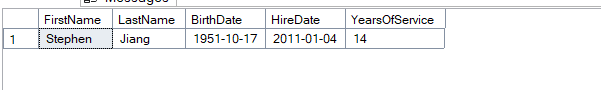 Messages
FirstName LastName BirthDate HireDate YearsOfService
1 Stephen Jiang 1951-10-17 2011-01-04 14